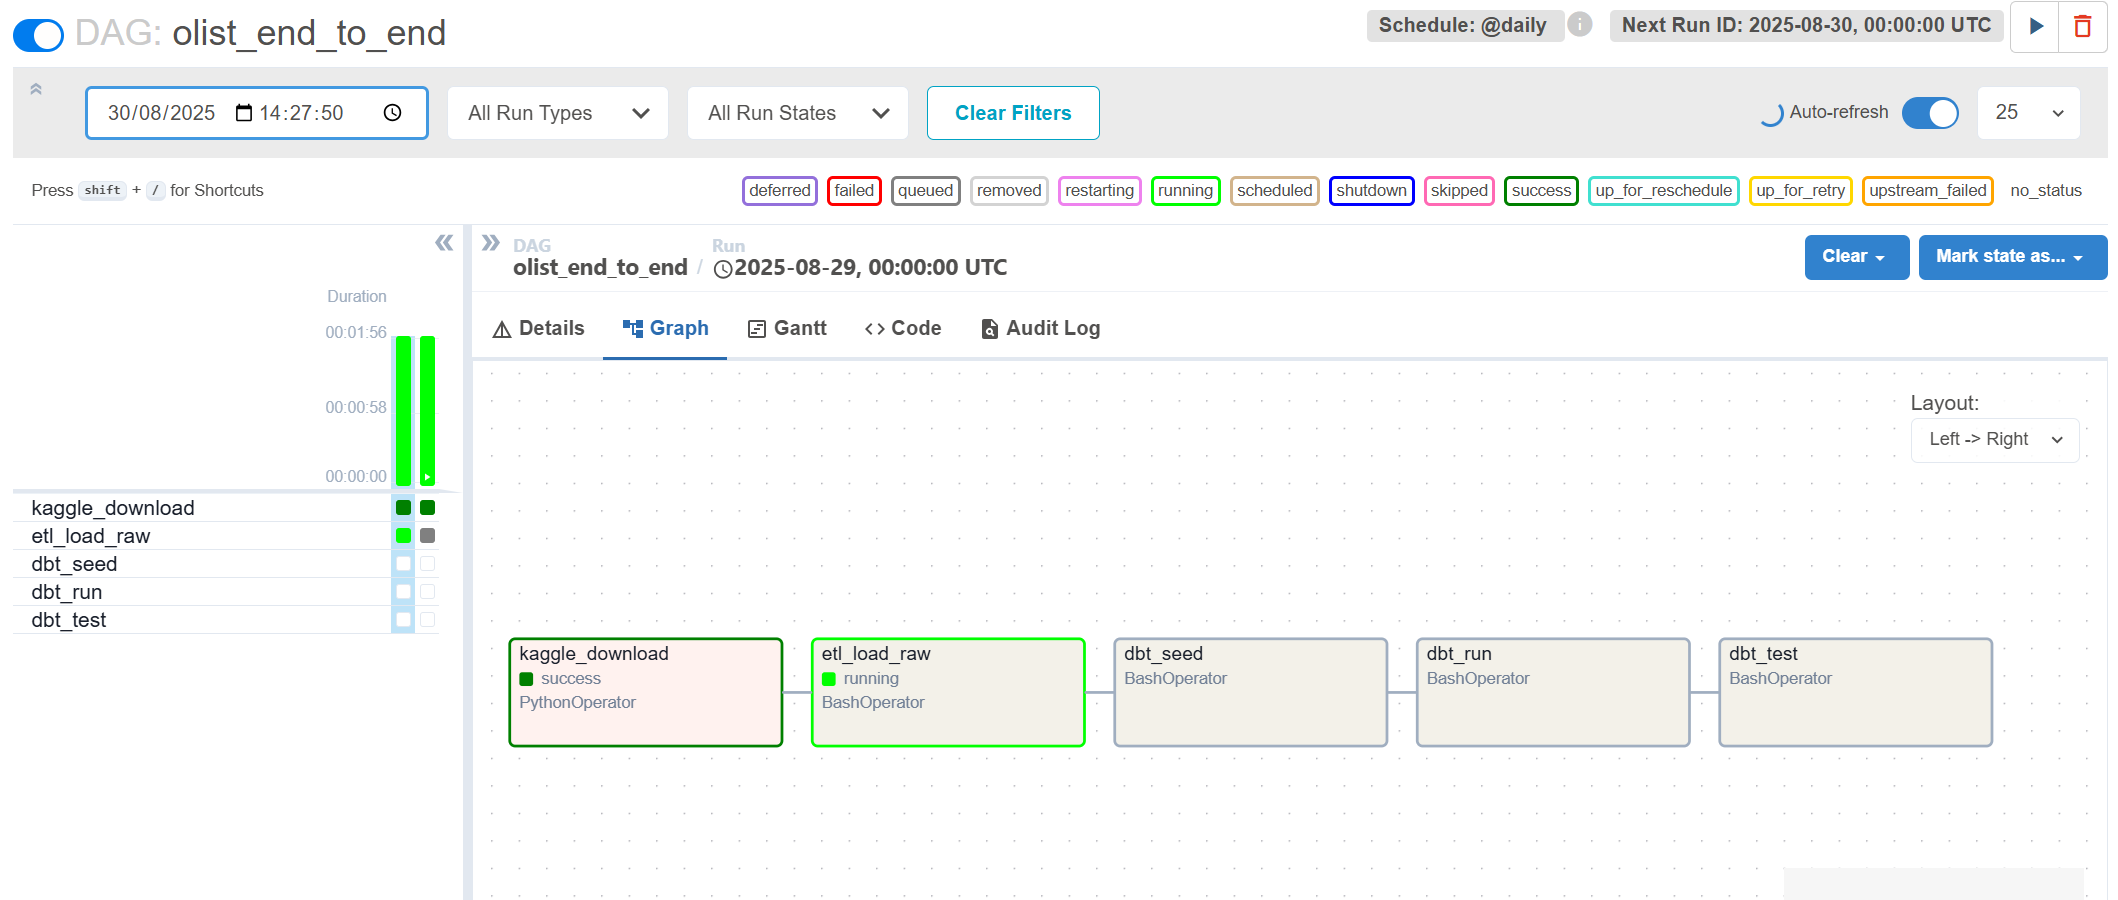 DAG: olist_end_to_end
Schedule: @daily
Next Run ID: 2025-08-30, 00:00:00 UTC
30/08/2025 14:27:50
All Run Types
All Run States
Clear Filters
Auto-refresh
25
Press shift + / for Shortcuts
deferred failed queued removed restarting running scheduled shutdown skipped success up_for_reschedule up_for_retry upstream_failed no_status
Duration
00:01:56
00:00:58
00:00:00
kaggle_download
etl_load_raw
dbt_seed
dbt_run
dbt_test
DAG
olist_end_to_end
/
Run
2025-08-29, 00:00:00 UTC
Clear
Mark state as...
Details
Graph
Gantt
Code
Audit Log
Layout:
Left -> Right
kaggle_download
success
PythonOperator
etl_load_raw
running
BashOperator
dbt_seed
BashOperator
dbt_run
BashOperator
dbt_test
BashOperator